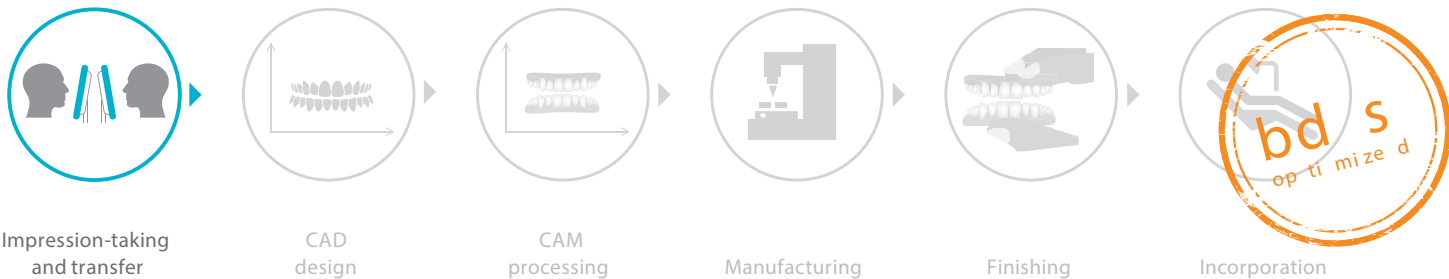 bd s
op ti mize d
Impression-taking
and transfer
CAD
design
CAM
processing
Manufacturing
Finishing
Incorporation